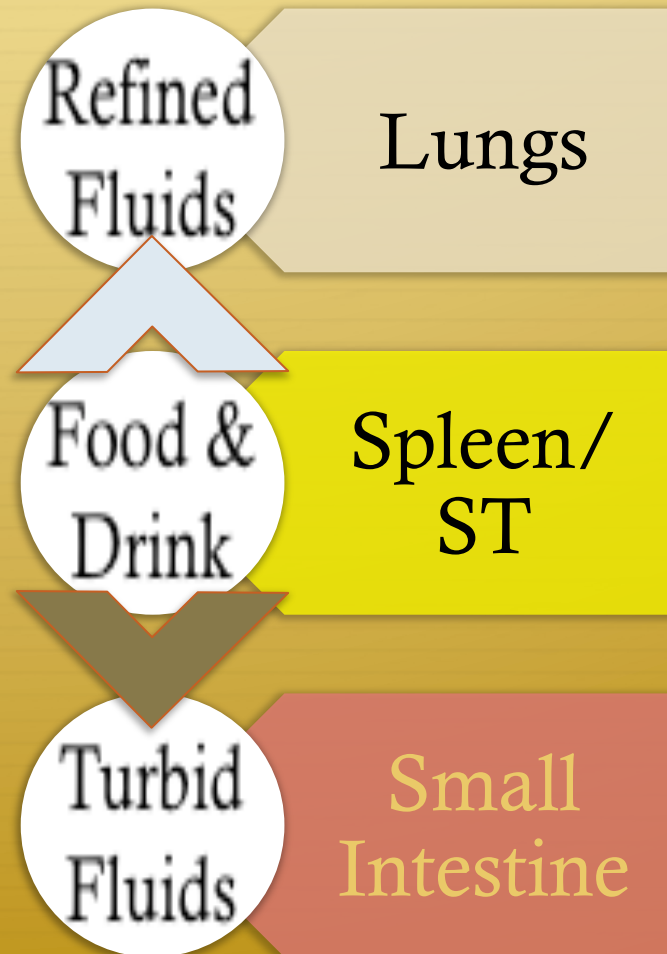 Refined
Fluids
Lungs
Food &
Drink
Spleen/
ST
Turbid
Fluids
Small
Intestine